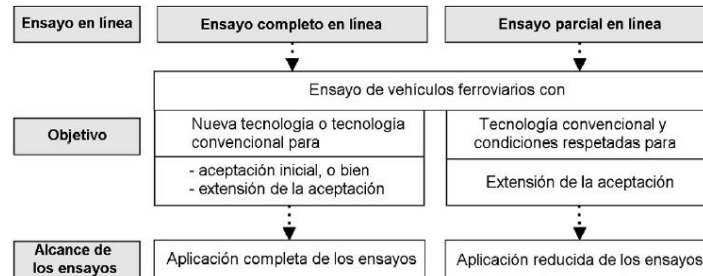 Ensayo en línea
Ensayo completo en línea
Ensayo parcial en línea
Ensayo de vehículos ferroviarios con
Objetivo
Nueva tecnología o tecnología
convencional para
Tecnología convencional y
condiciones respetadas para
- aceptación inicial, o bien
- extensión de la aceptación
Extensión de la aceptación
Alcance de
los ensayos
Aplicación completa de los ensayos
Aplicación reducida de los ensayos